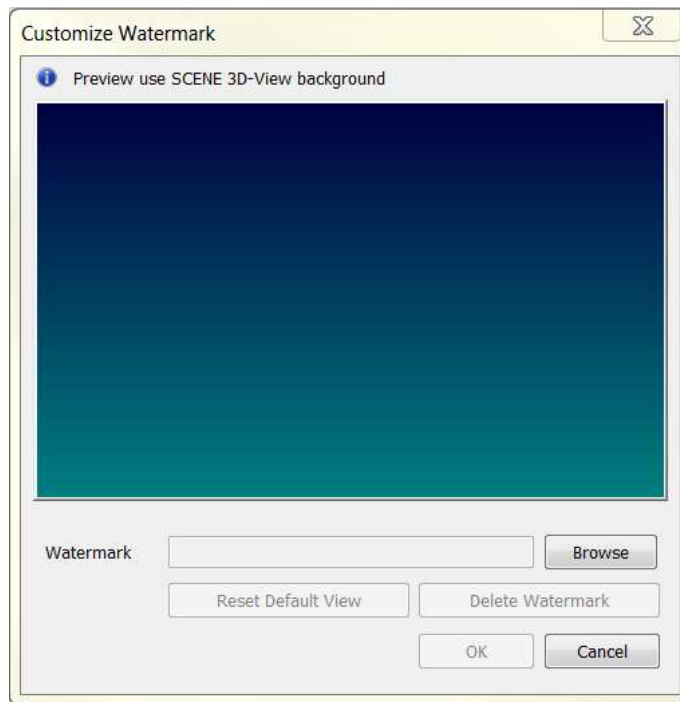 Customize Watermark
Preview use SCENE 3D-View background
Watermark
Browse
Reset Default View
Delete Watermark
OK
Cancel